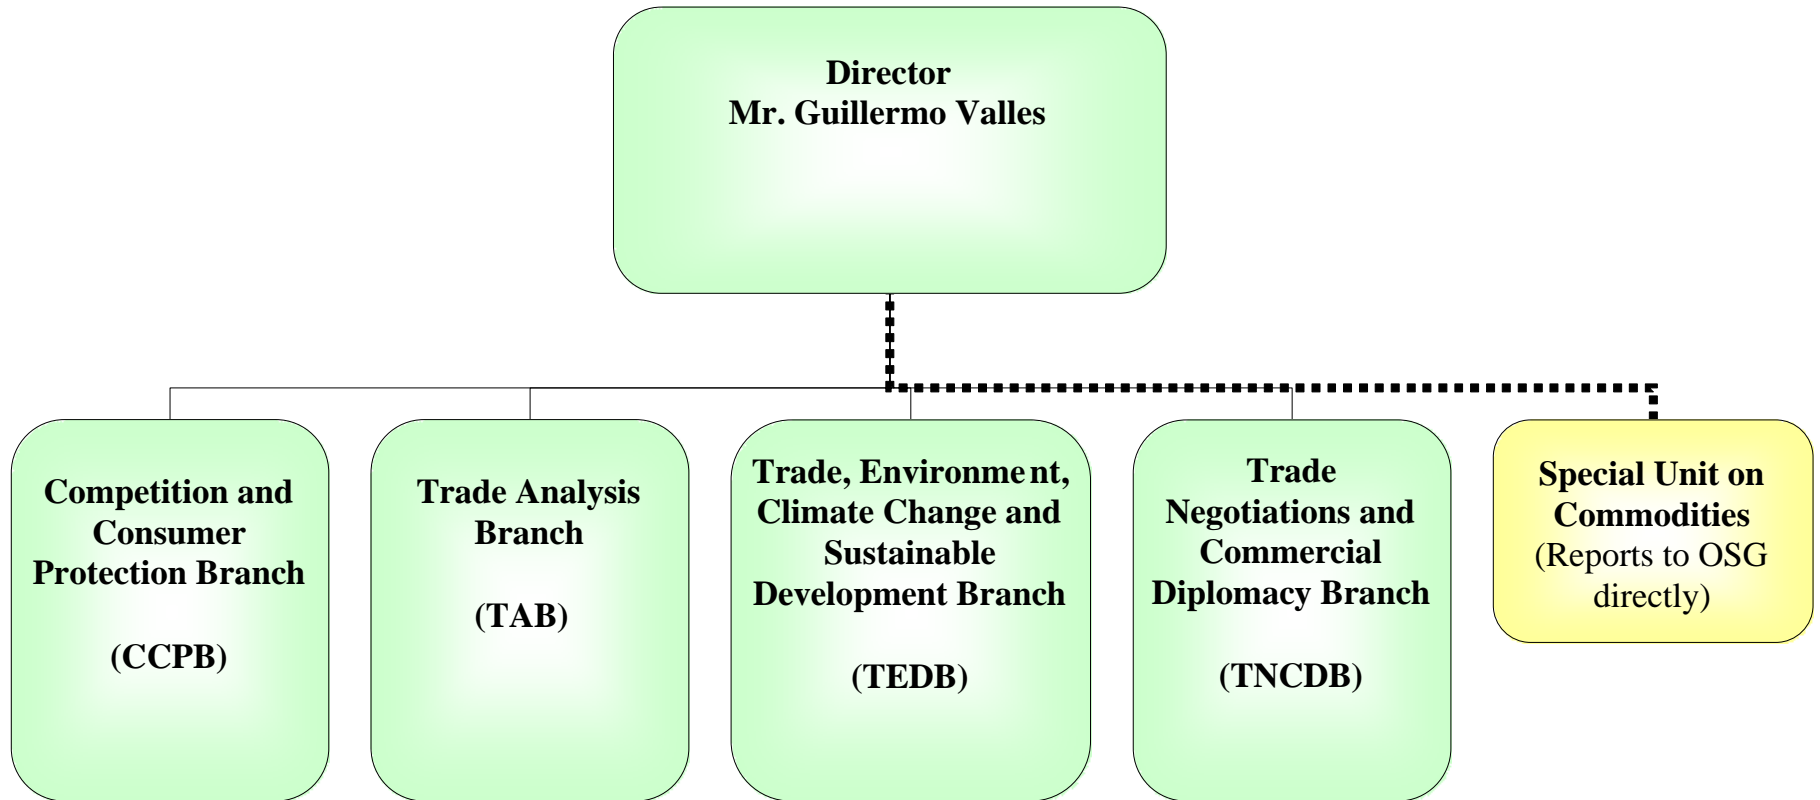 Director
Mr. Guillermo Valles
Competition and
Consumer
Protection Branch
(CCPB)
Trade Analysis
Branch
(TAB)
Trade, Environment,
Climate Change and
Sustainable
Development Branch
(TEDB)
Trade
Negotiations and
Commercial
Diplomacy Branch
(TNCDB)
Special Unit on
Commodities
(Reports to OSG
directly)